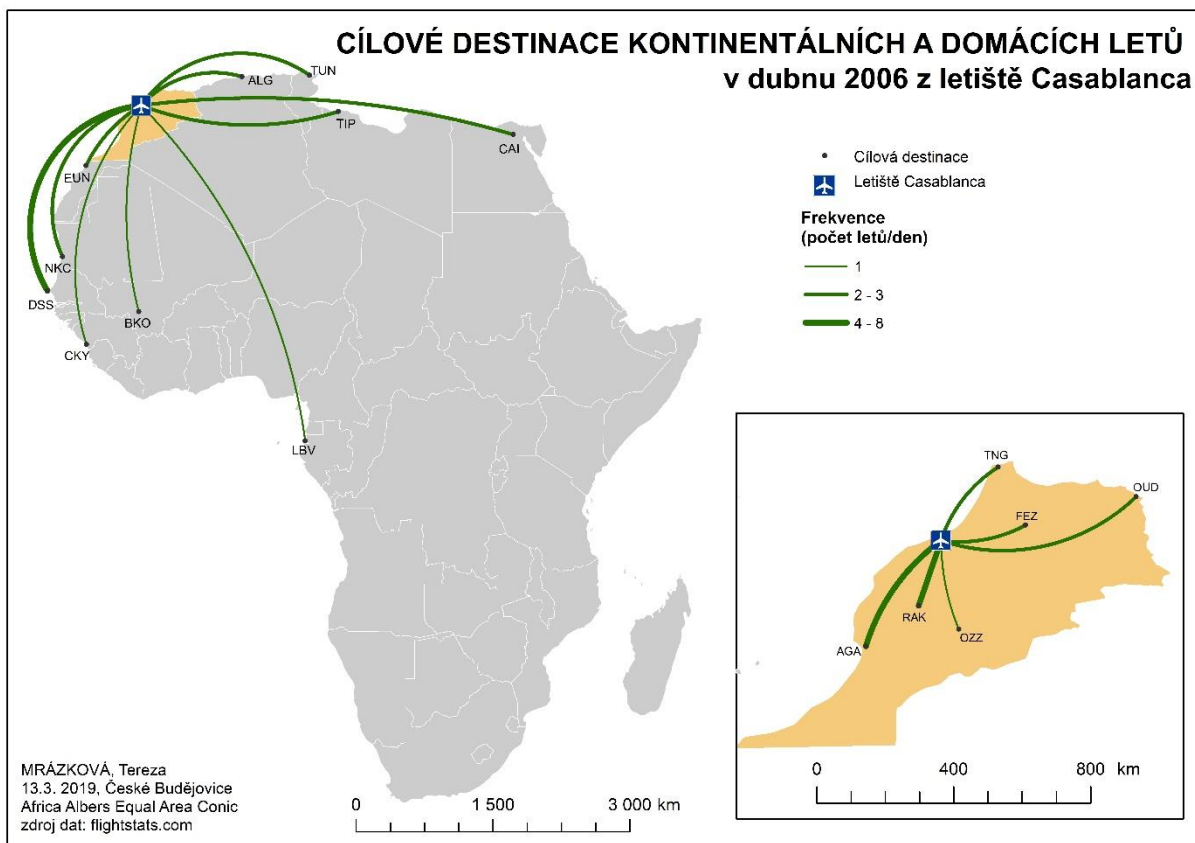 CÍLOVÉ DESTINACE KONTINENTÁLNÍCH A DOMÁCÍCH LETŮ
v dubnu 2006 z letiště Casablanca
TUN
ALG
TIP
CAI
EUN
NKC
DSS
BKO
CKY
LBV
Cílová destinace
Letiště Casablanca
Frekvence
(počet letů/den)
1
2 - 3
4 - 8
TNG
OUD
FEZ
RAK
OZZ
AGA
0 400 800 km
MRÁZKOVÁ, Tereza
13.3. 2019, České Budějovice
Africa Albers Equal Area Conic
zdroj dat: flightstats.com
0 1 500 3 000 km